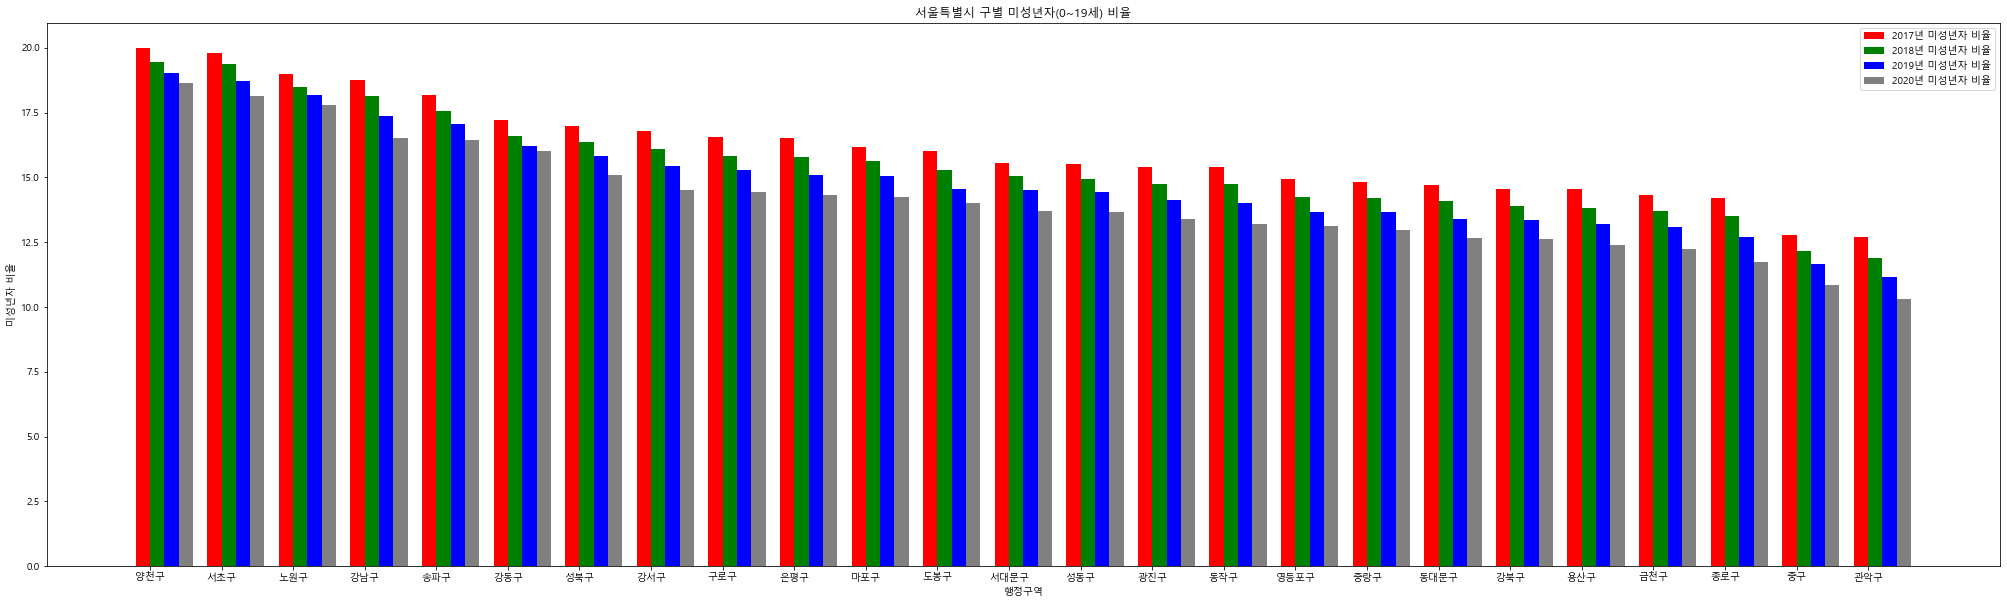 서울특별시 구별 미성년자(0~19세) 비율
2017년 미성년자 비율
2018년 미성년자 비율
2019년 미성년자 비율
2020년 미성년자 비율
미성년자 비율
20.0
17.5
15.0
12.5
10.0
7.5
5.0
2.5
0.0
양천구 서초구 노원구 강남구 송파구 강동구 성북구 강서구 구로구 은평구 마포구 도봉구 서대문구 성동구 광진구 동작구 영등포구 중랑구 동대문구 강북구 용산구 금천구 종로구 중구 관악구
행정구역